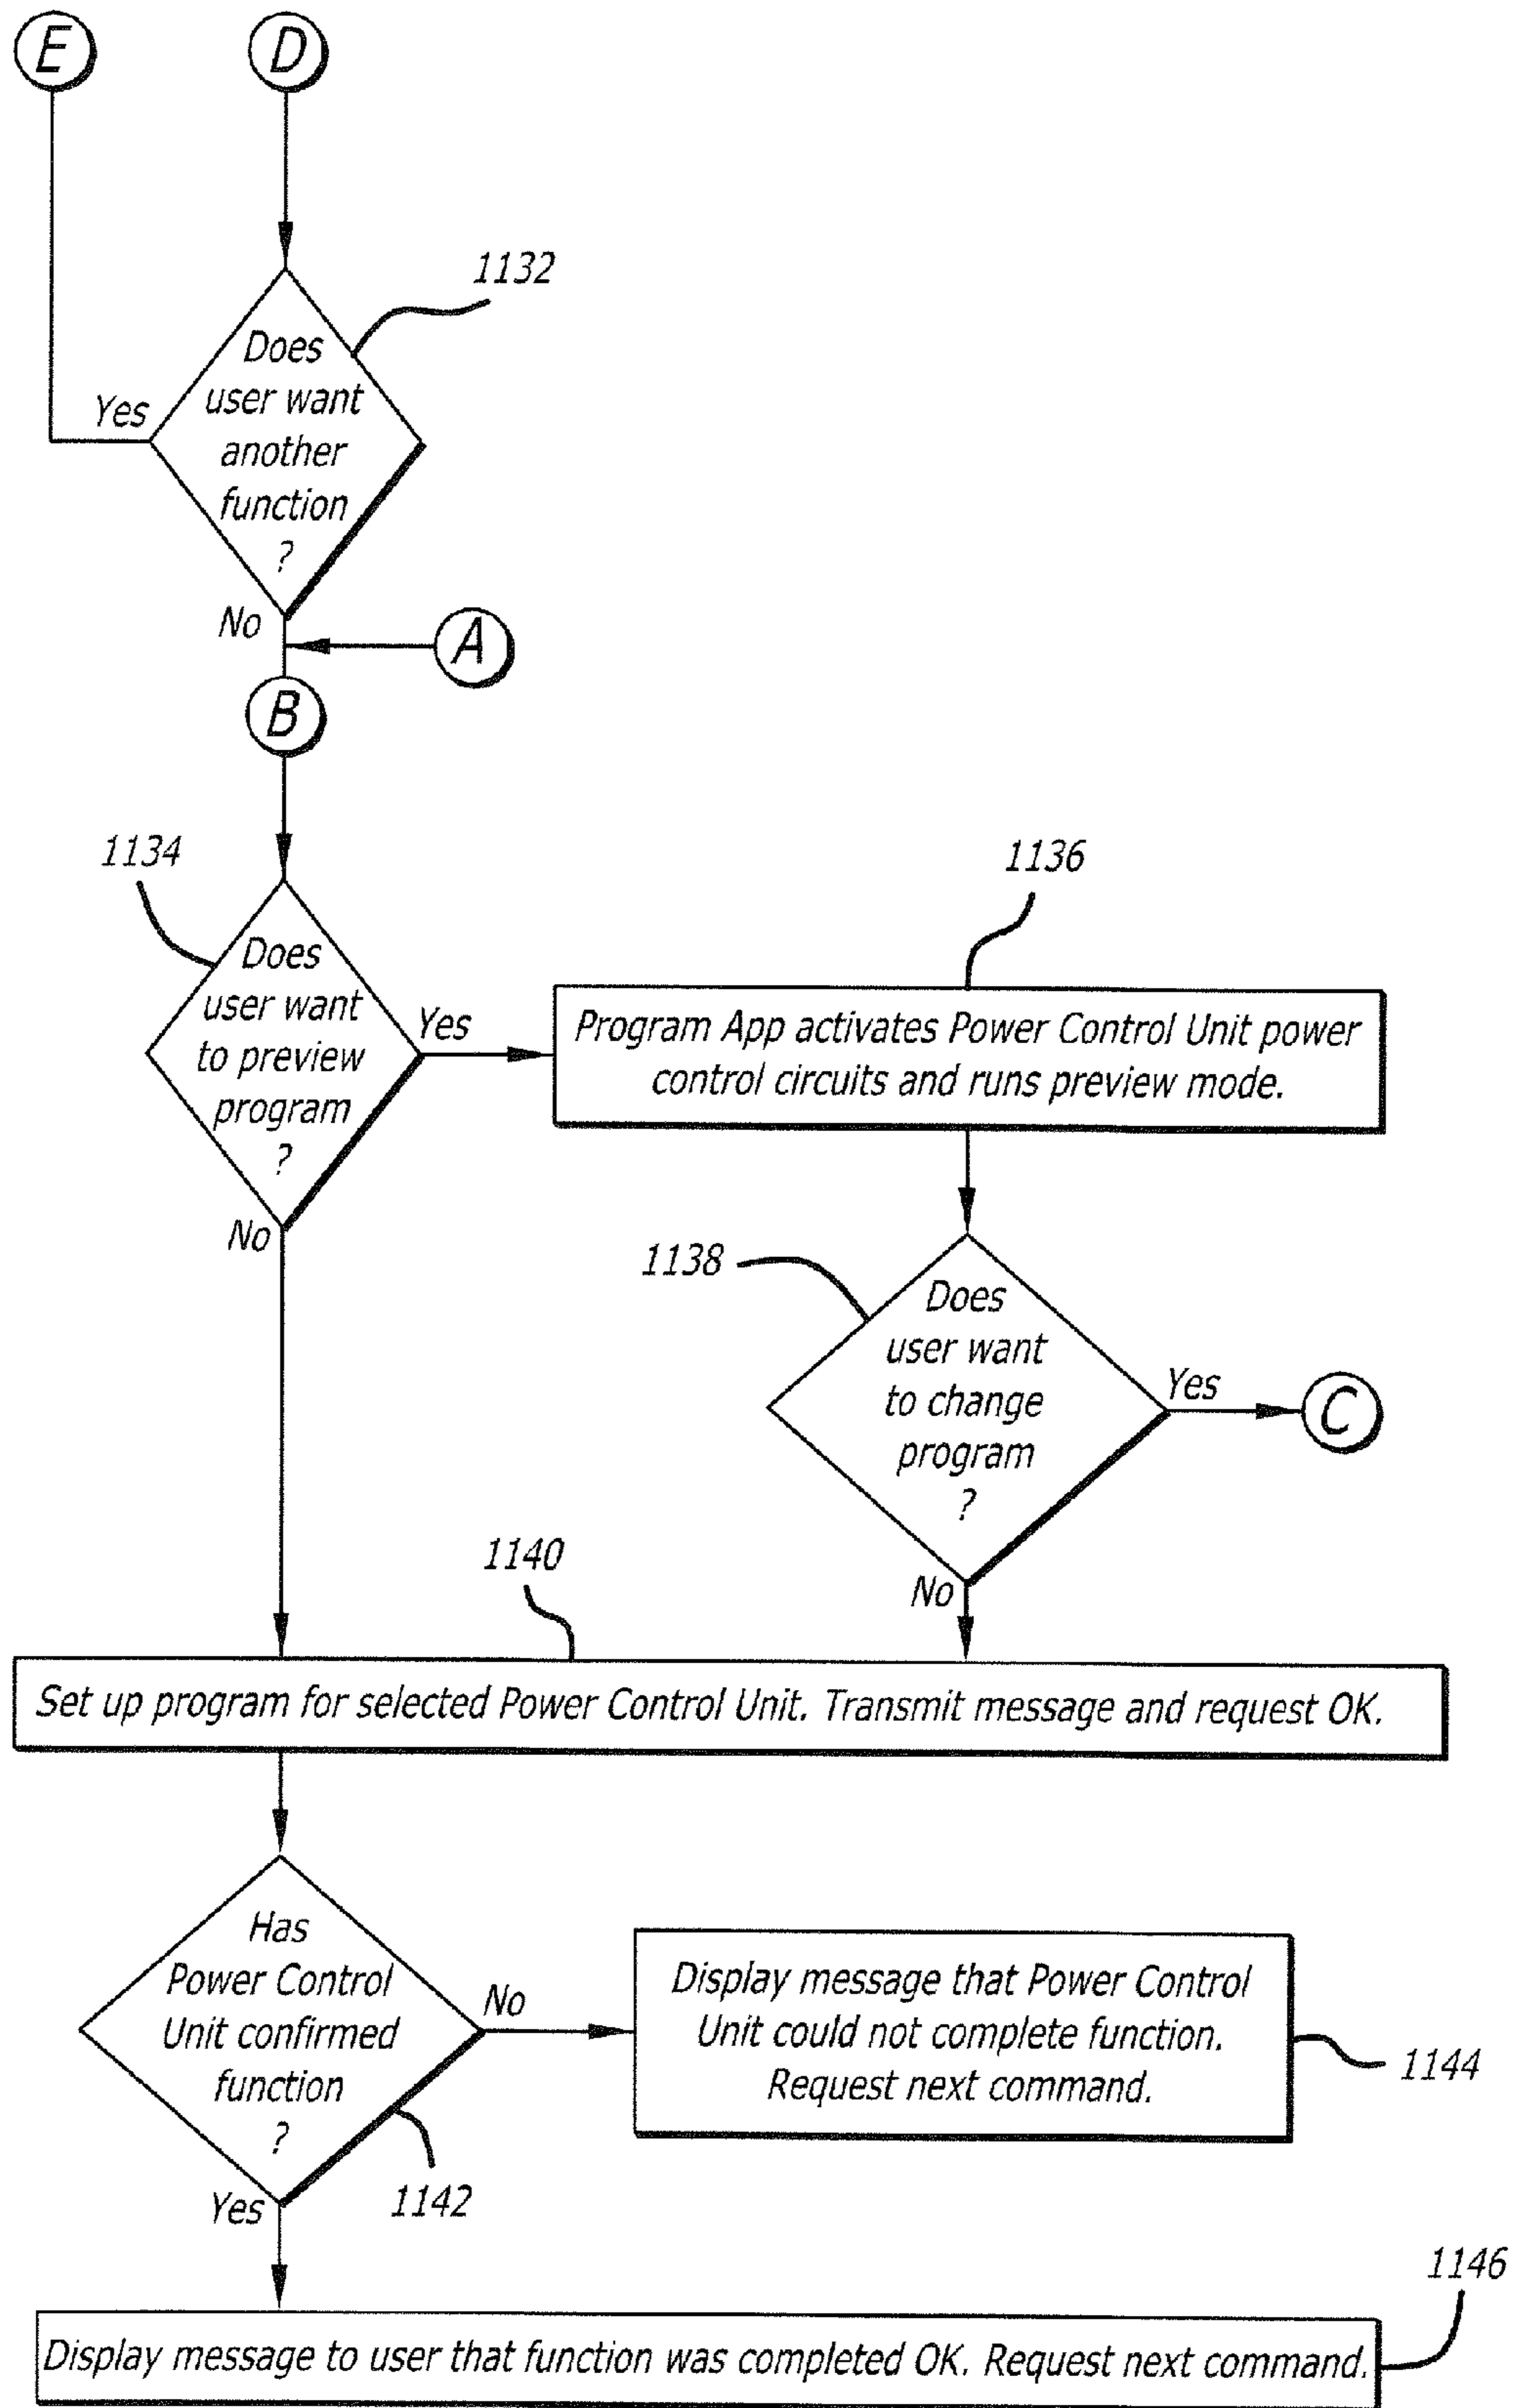 E
D
1132
Does
user want
another
function
?
Yes
No
A
B
1134
Does
user want
to preview
program
?
Yes
No
1136
Program App activates Power Control Unit power
control circuits and runs preview mode.
1138
Does
user want
to change
program
?
Yes
C
No
1140
Set up program for selected Power Control Unit. Transmit message and request OK.
Has
Power Control
Unit confirmed
function
?
No
Yes
1142
Display message that Power Control
Unit could not complete function.
Request next command.
1144
1146
Display message to user that function was completed OK. Request next command.